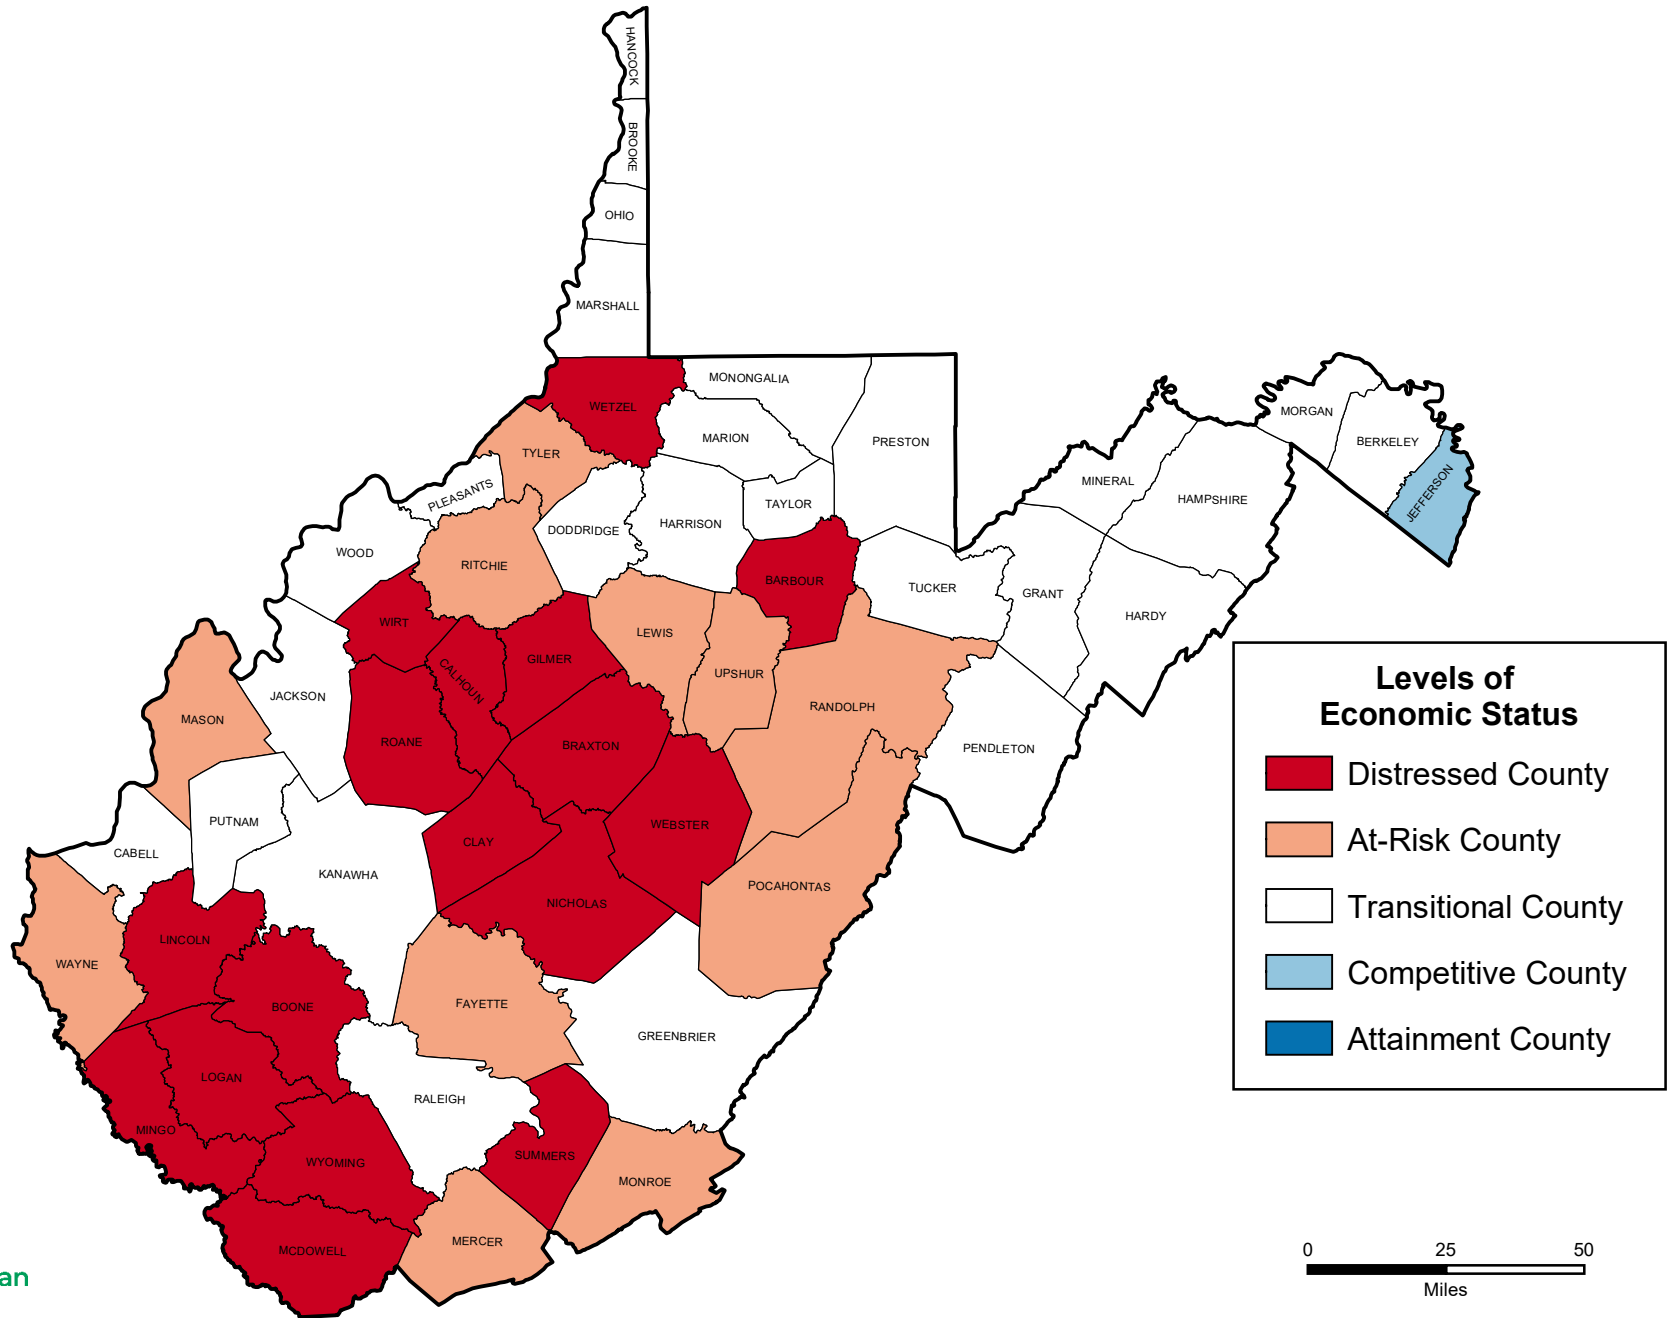 HANCOCK
BROOKE
OHIO
MARSHALL
WETZEL
MONONGALIA
MARION
PRESTON
TYLER
PLEASANTS
DODDRIDGE
HARRISON
TAYLOR
MORGAN
BERKELEY
JEFFERSON
MINERAL
HAMPSHIRE
WOOD
RITCHIE
BARBOUR
TUCKER
GRANT
HARDY
WIRT
CALHOUN
GILMER
LEWIS
UPSHUR
RANDOLPH
PENDLETON
JACKSON
MASON
ROANE
BRAXTON
WEBSTER
PUTNAM
CABELL
KANAWHA
CLAY
NICHOLAS
POCAHONTAS
LINCOLN
WAYNE
BOONE
FAYETTE
GREENBRIER
LOGAN
RALEIGH
MINGO
WYOMING
SUMMERS
MONROE
MCDOWELL
MERCER
Levels of
Economic Status
Distressed County
At-Risk County
Transitional County
Competitive County
Attainment County
0 25 50
Miles
an